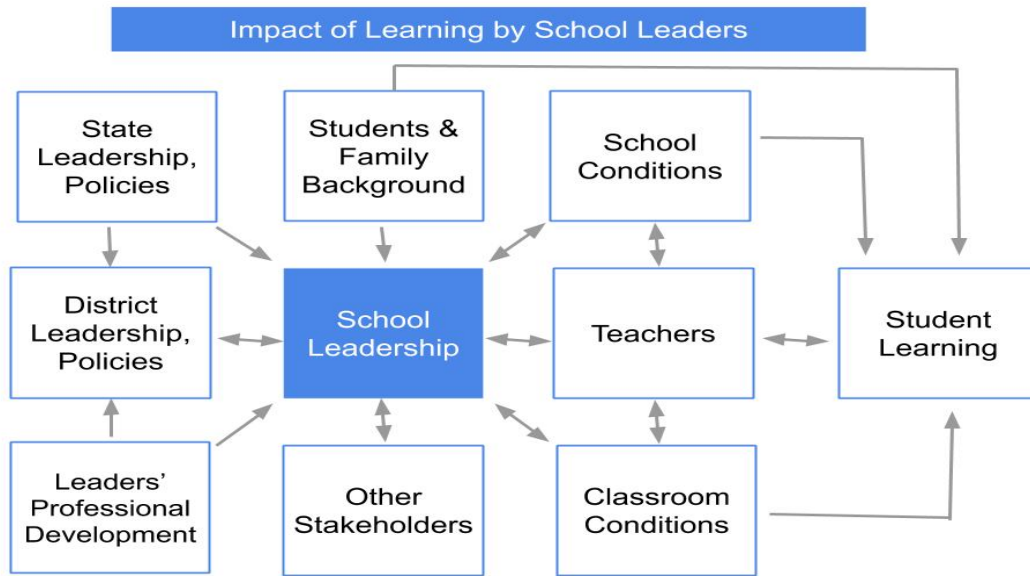 Impact of Learning by School Leaders
State
Leadership,
Policies
Students &
Family
Background
School
Conditions
District
Leadership,
Policies
School
Leadership
Teachers
Student
Learning
Leaders’
Professional
Development
Other
Stakeholders
Classroom
Conditions